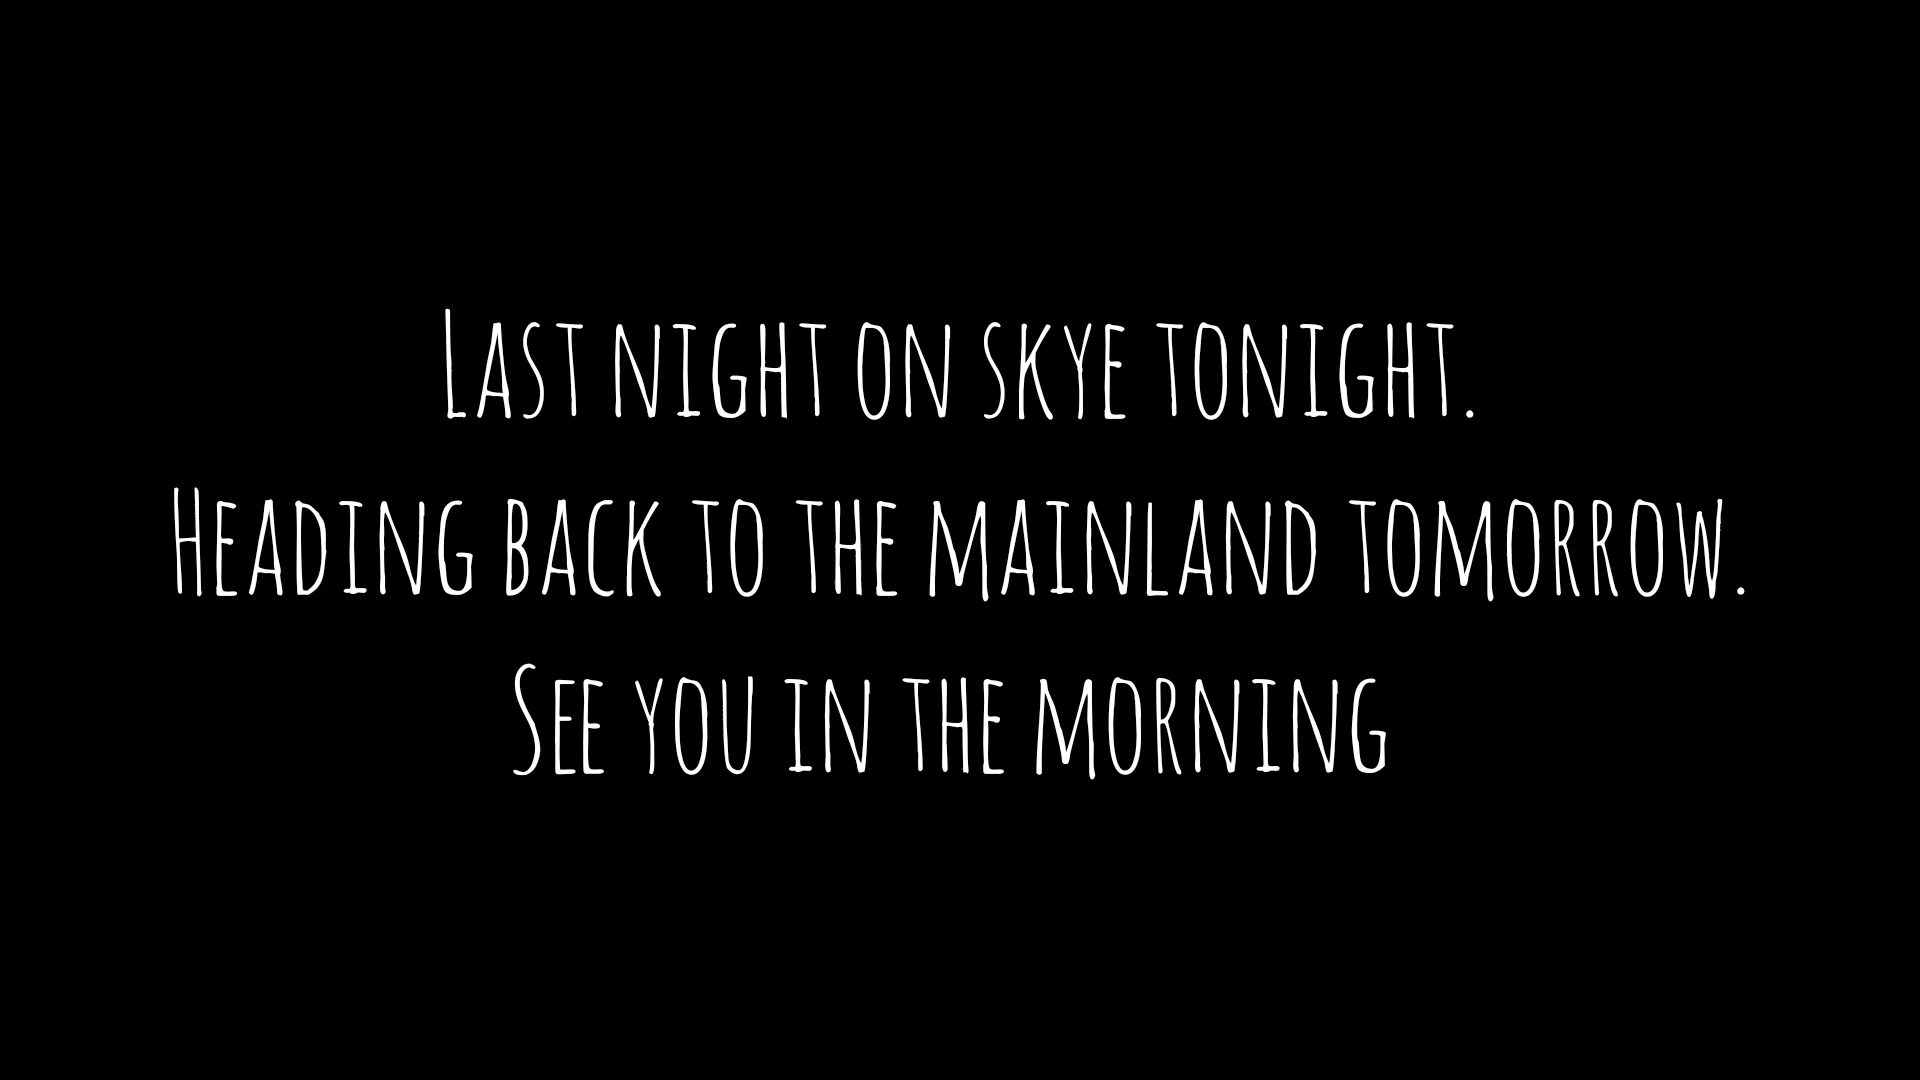 Last night on skye tonight.
Heading back to the mainland tomorrow.
See you in the morning